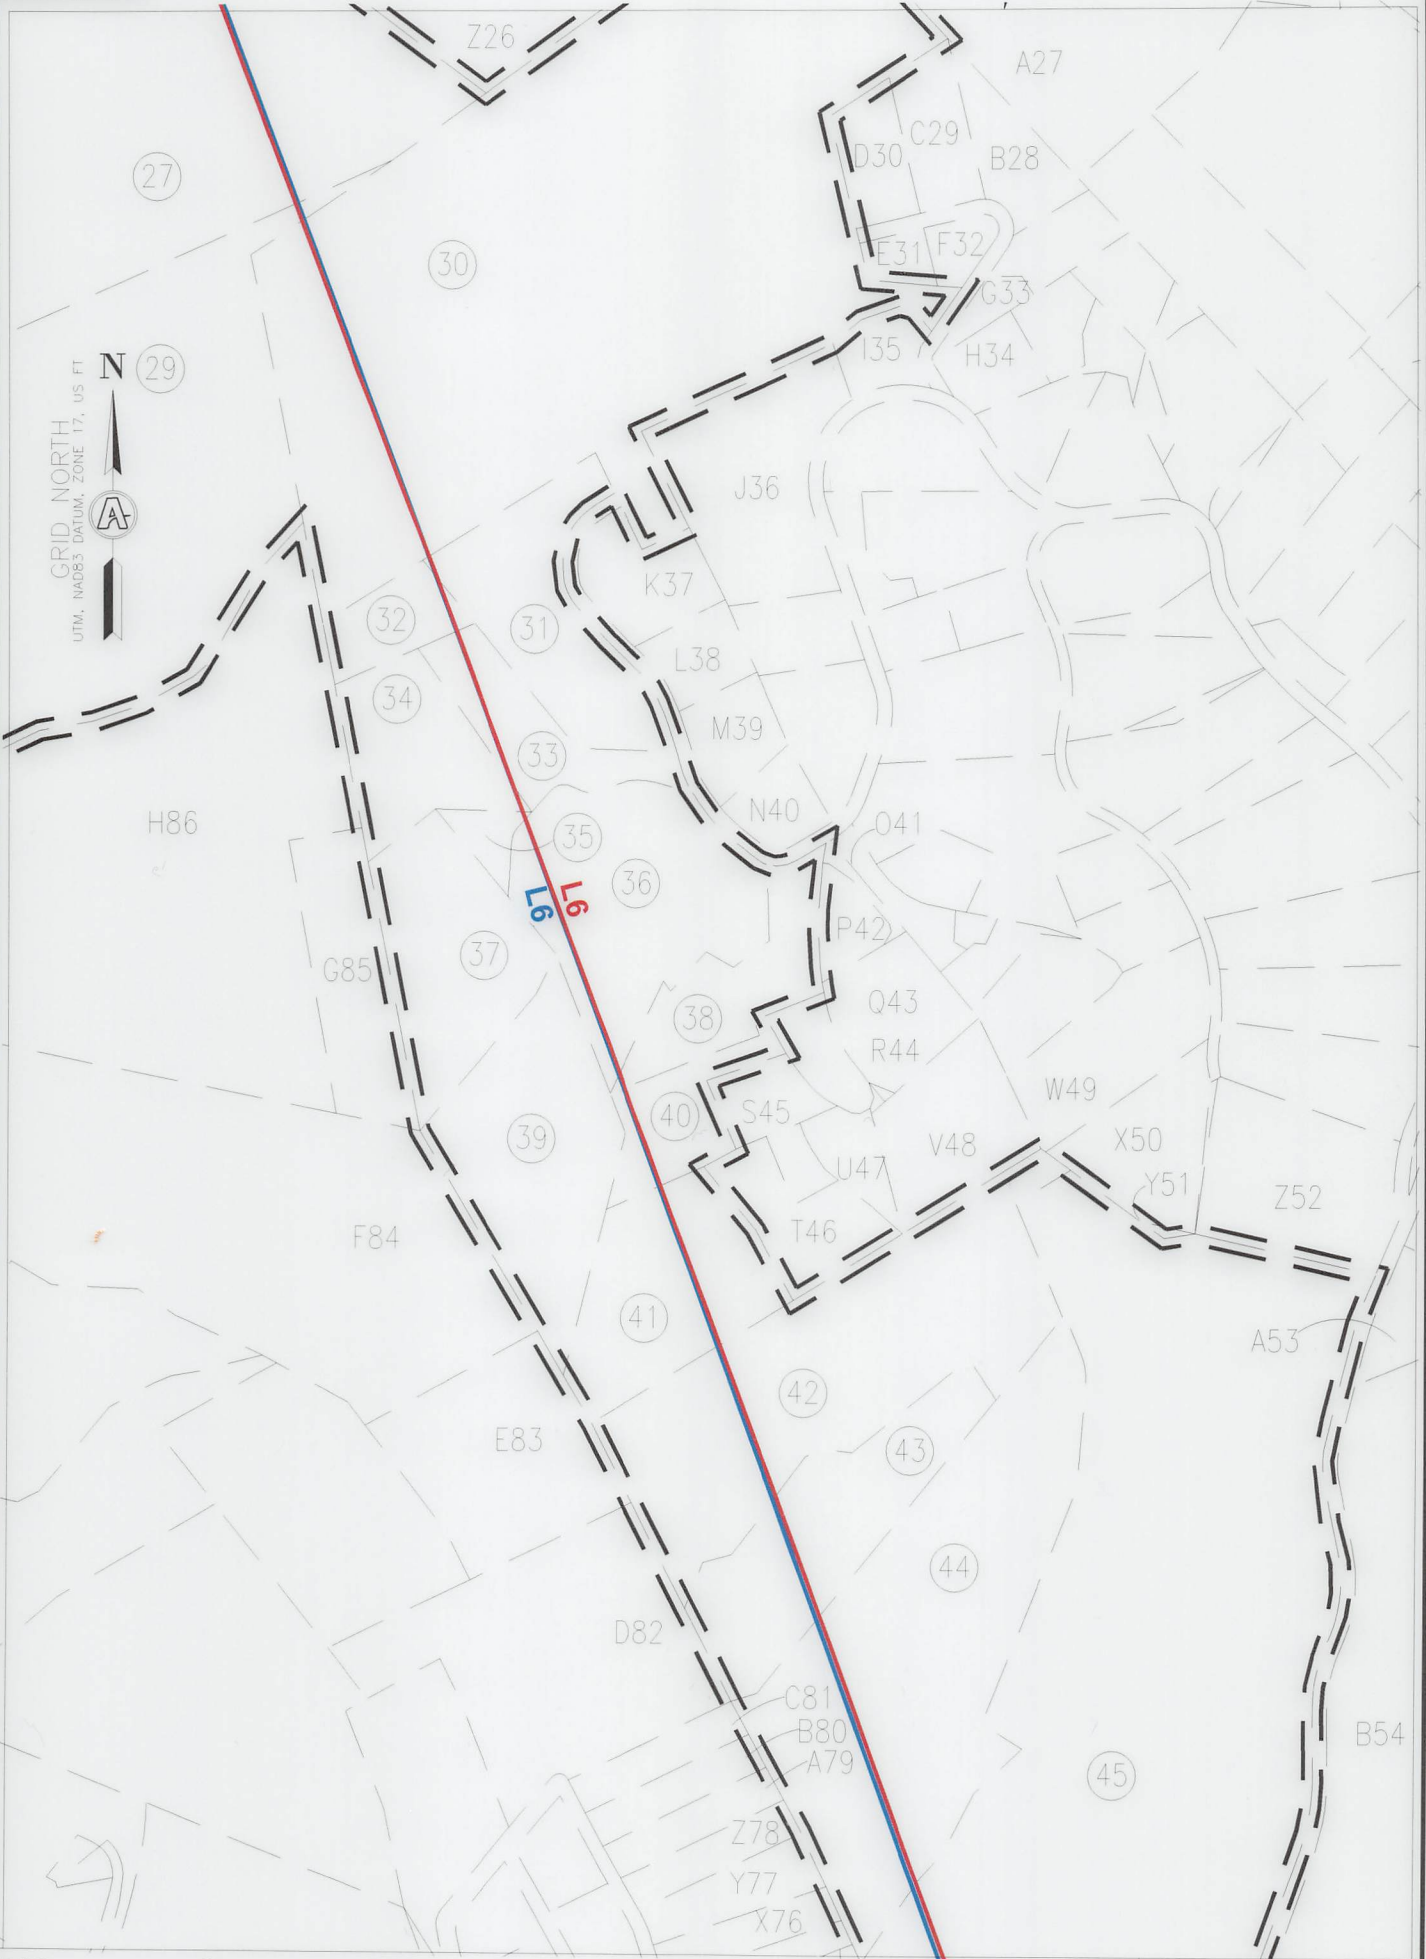 Z26
A27
C29
D30
B28
27
F32
E31
30
G33
I35
H34
N
29
GRID NORTH
UTM, NAD83 DATUM, ZONE 17, US FT
A
J36
K37
32
31
L38
34
M39
33
N40
O41
H86
35
36
L6
L6
P42
37
G85
Q43
38
R44
W49
S45
40
39
V48
X50
U47
Y51
Z52
T46
F84
41
A53
42
E83
43
44
D82
C81
B80
B54
A79
45
Z78
Y77
X76